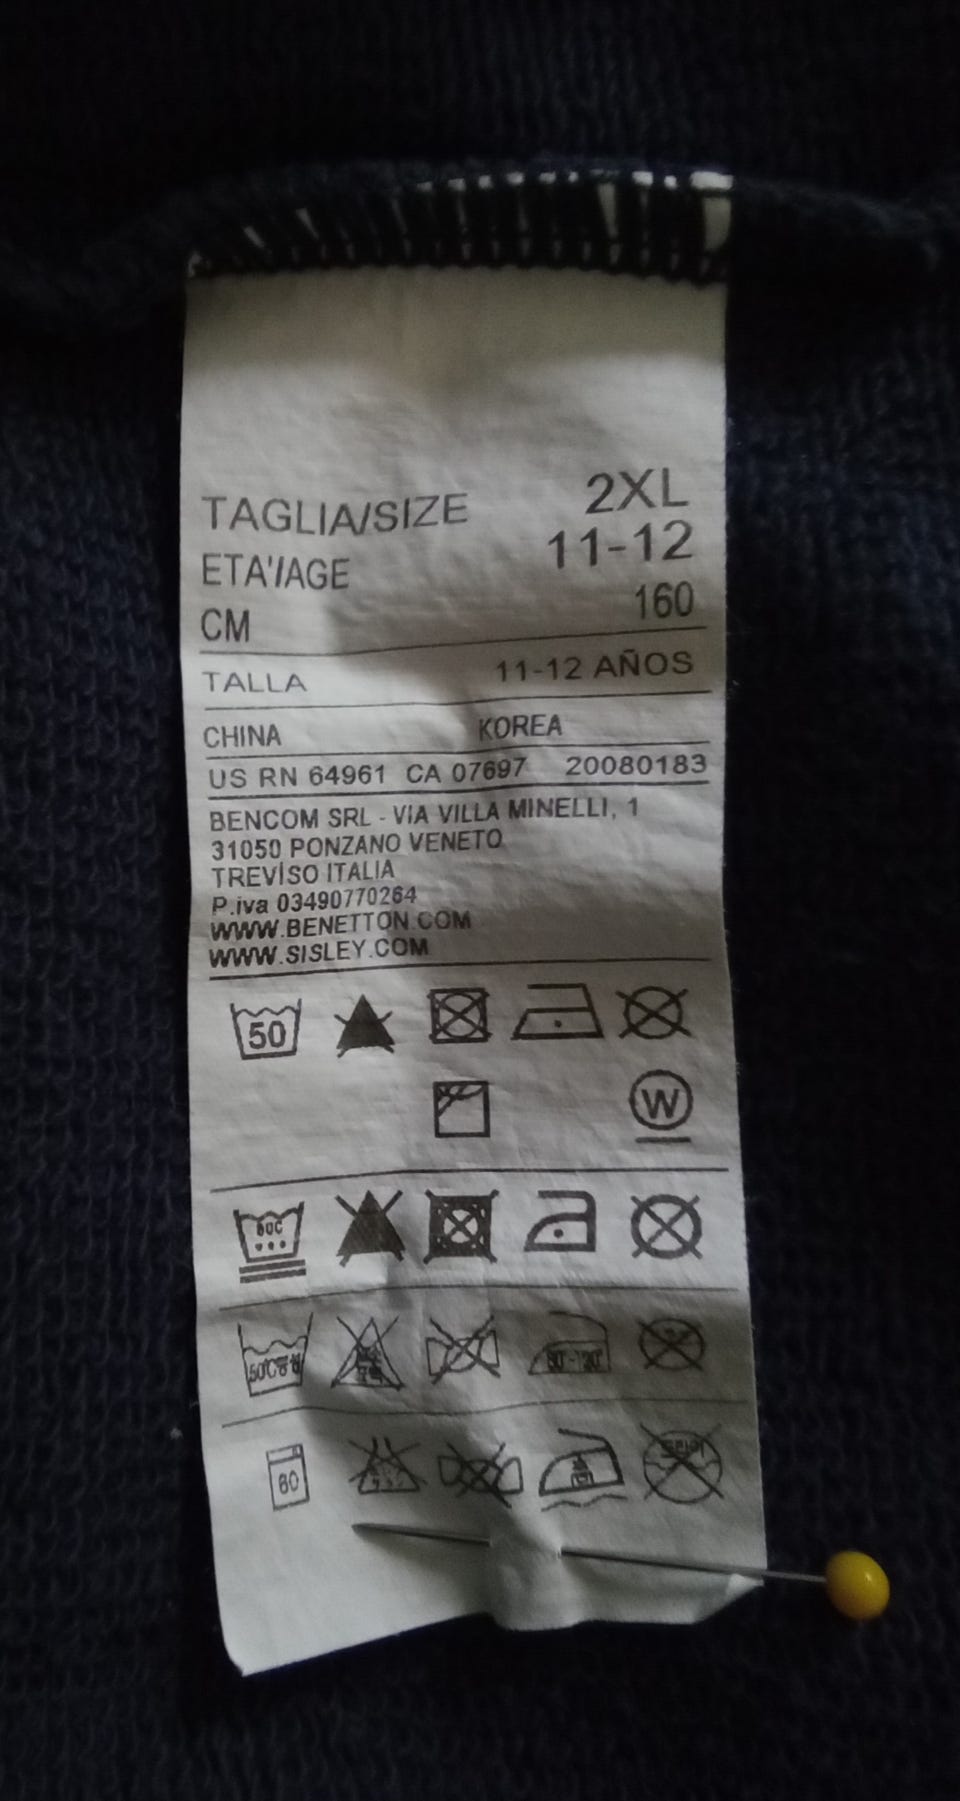 TAGLIA/SIZE 2XL
ETA'/AGE 11-12
CM 160
TALLA 11-12 AÑOS
CHINA KOREA
US RN 64961 CA 07697 20080183
BENCOM SRL - VIA VILLA MINELLI, 1
31050 PONZANO VENETO
TREVISO ITALIA
P.iva 03490770264
WWW.BENETTON.COM
WWW.SISLEY.COM
50
W
60